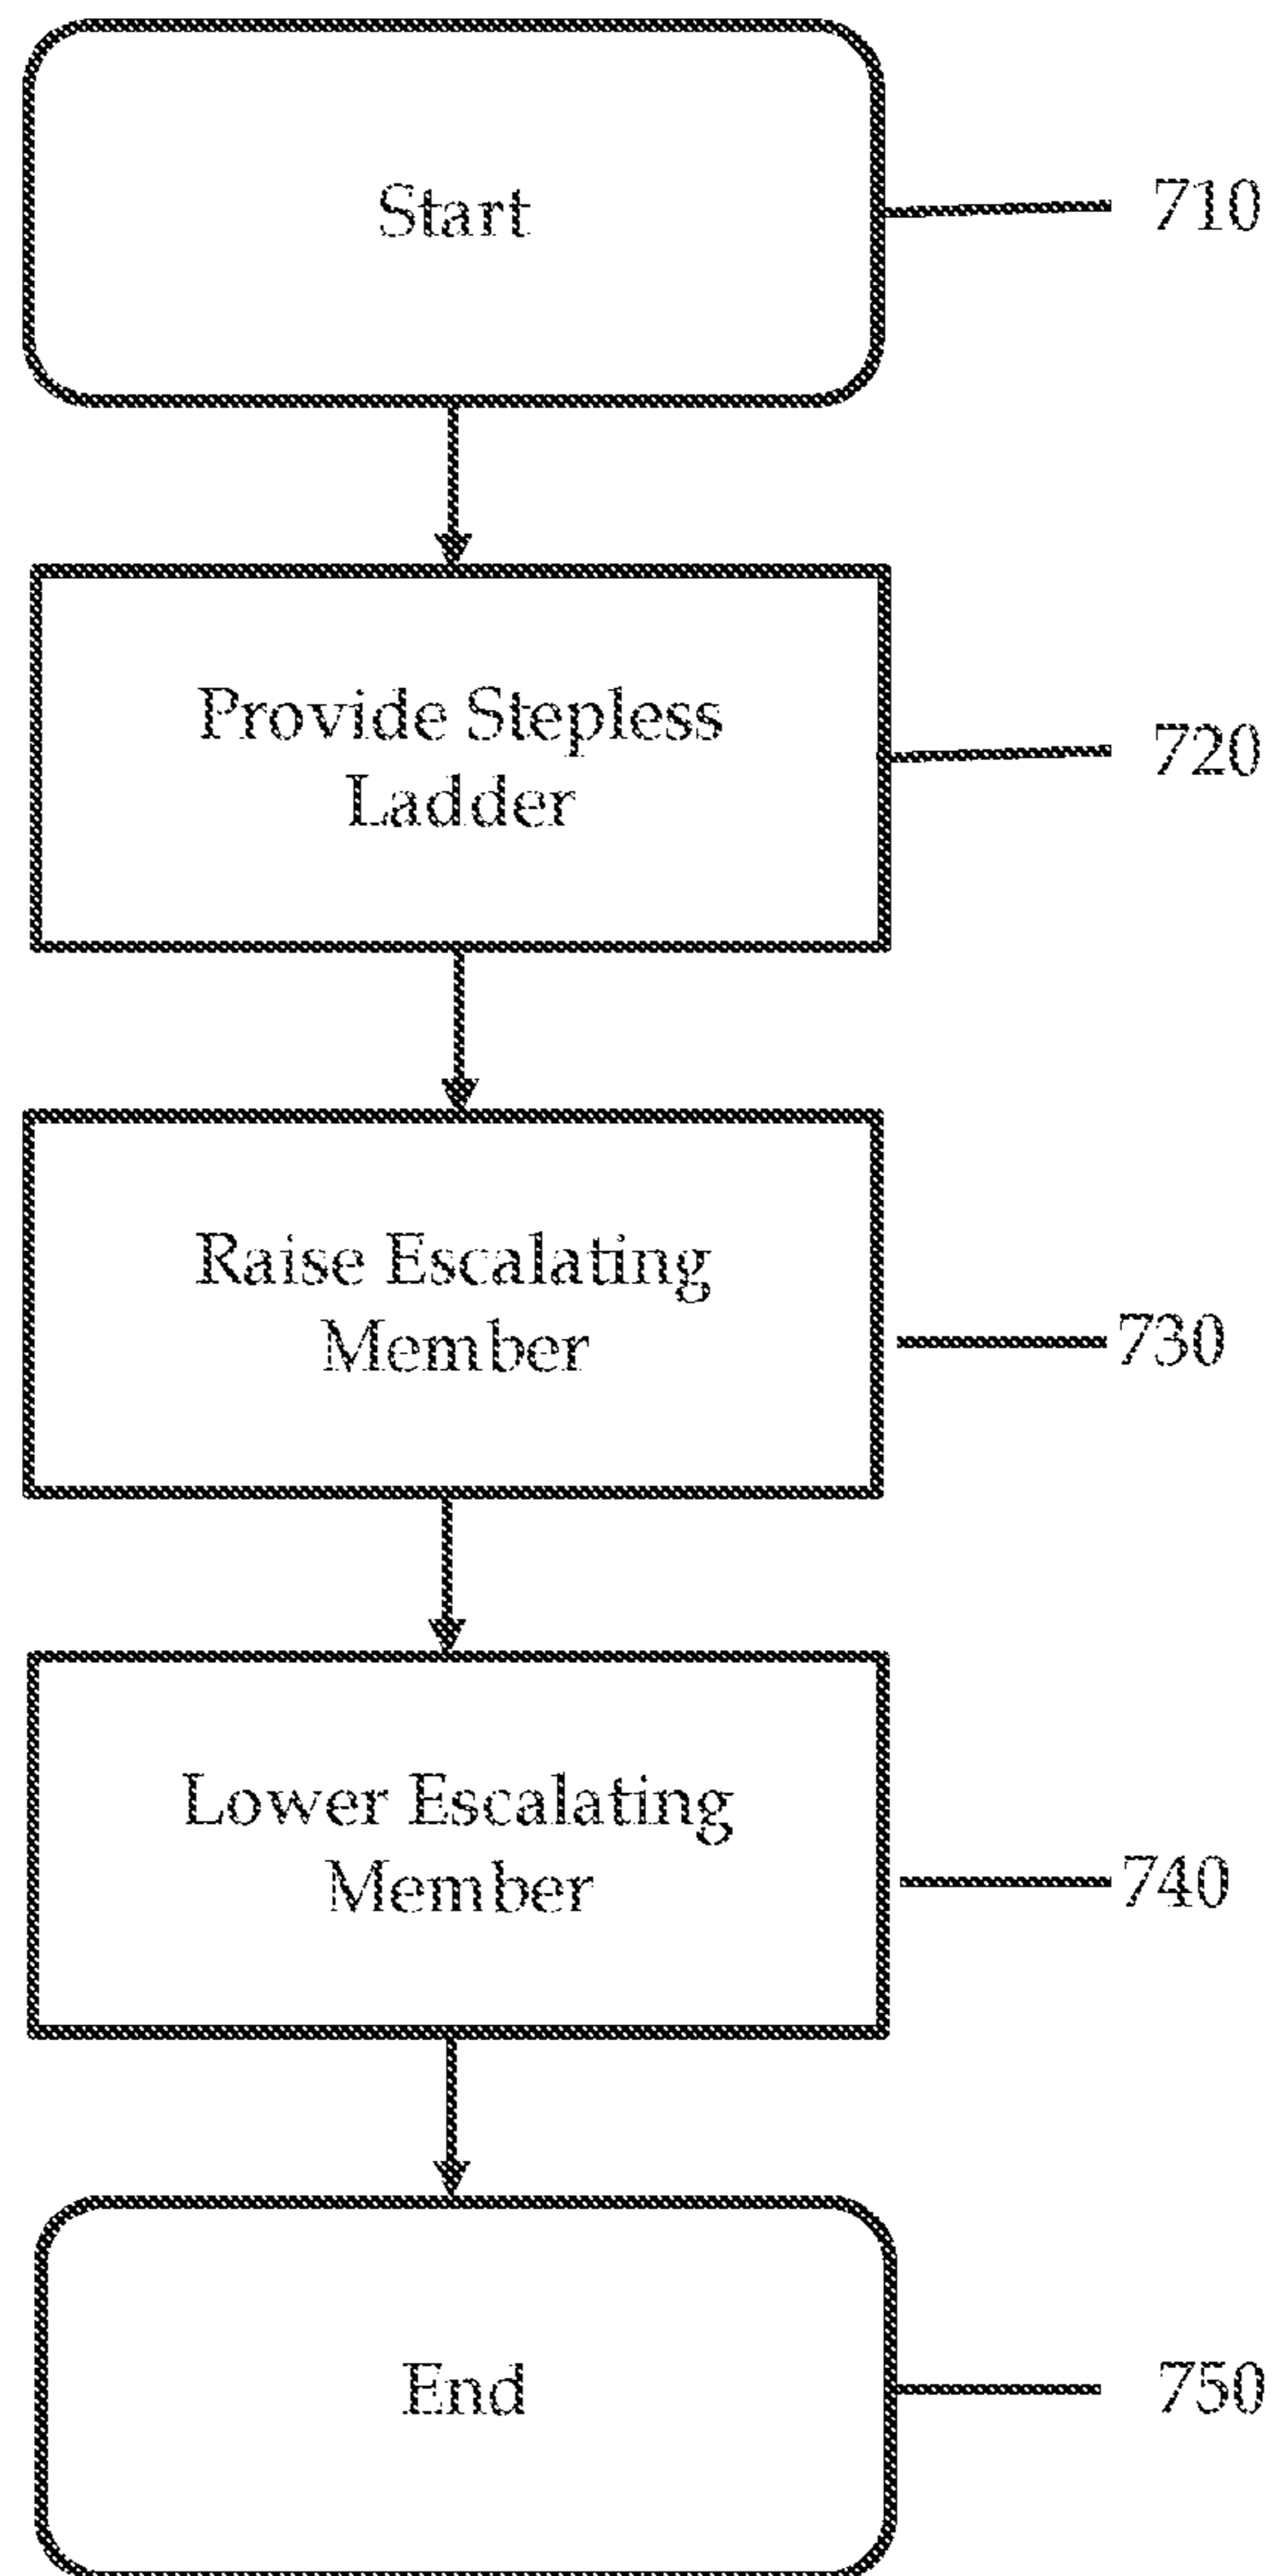 Start
710
Provide Stepless
Ladder
720
Raise Escalating
Member
730
Lower Escalating
Member
740
End
750